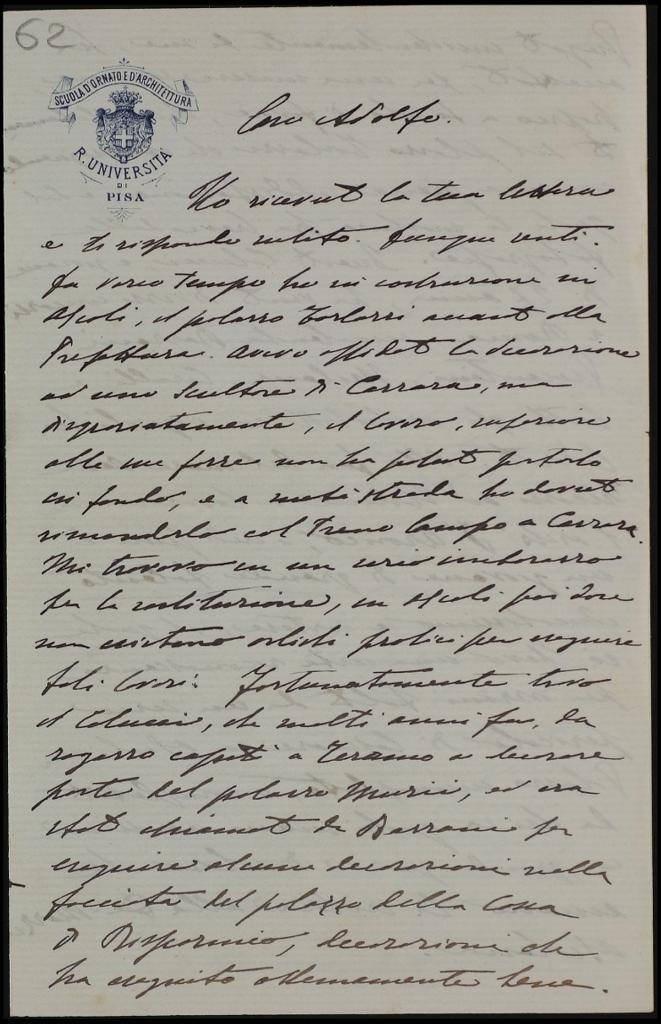 62
SCUOLA D'ORNATO E D'ARCHITETTURA
R. UNIVERSITÀ
DI
PISA
Caro Adolfo.
Ho ricevuto la tua lettera
e ti rispondo subito. Dunque senti.
Da vario tempo ho in costruzione in
Ascoli, il palazzo Tarlazzi accanto alla
Prefettura. Avevo affidato la decorazione
ad uno scultore di Carrara, ma
disgraziatamente, il lavoro, superiore
alle sue forze non ha potuto portarlo
in fondo, e a metà strada ho dovuto
rimandarlo col Treno Lampo a Carrara.
Mi trovavo in un serio imbarazzo
per la sostituzione, in Ascoli poi dove
non esistono artisti pratici per eseguire
tali lavori. Fortunatamente trovo
il Colucci, che molti anni fa, da
ragazzo capitò a Teramo a decorare
parte del palazzo Muzii, ed era
stato chiamato da Bazzani per
eseguire alcune decorazioni nella
facciata del palazzo della Cassa
di Risparmio, decorazioni che
ha eseguito ottimamente bene.